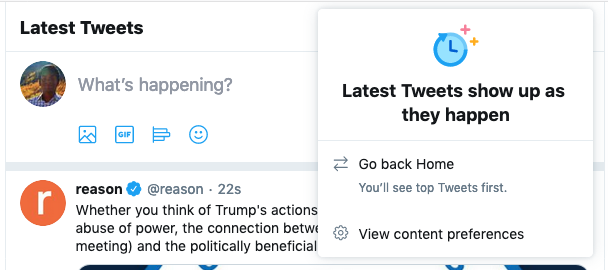 Latest Tweets
What's happening?
GIF
Latest Tweets show up as
they happen
Go back Home
You'll see top Tweets first.
View content preferences
r
reason @reason · 22s
Whether you think of Trump's actions
abuse of power, the connection betwe
meeting) and the politically beneficial